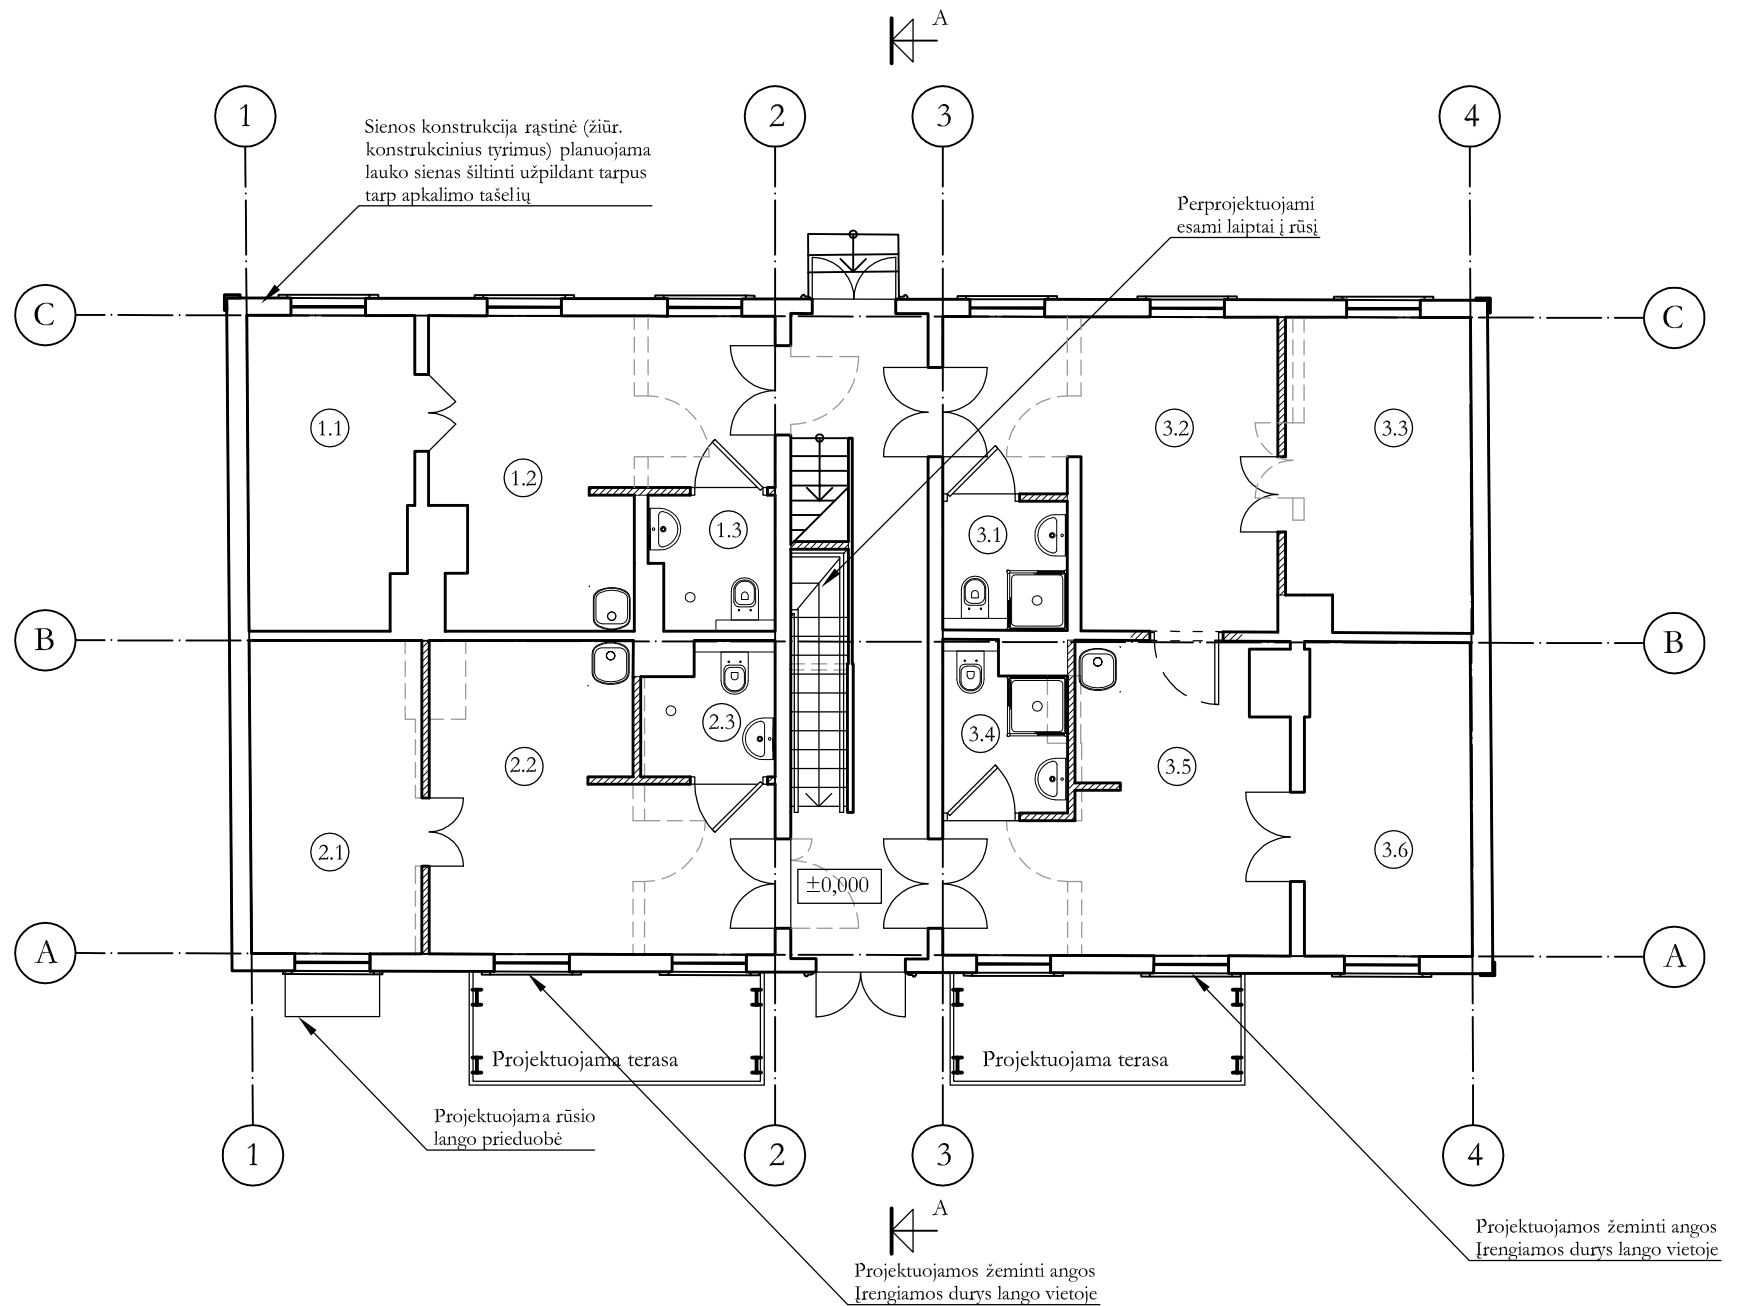 A
1
2
3
4
Sienos konstrukcija rąstinė (žiūr.
konstrukcinius tyrimus) planuojama
lauko sienas šiltinti užpildant tarpus
tarp apkalimo tašelių
Perprojektuojami
esami laiptai į rūsį
C
C
1.1
1.2
1.3
3.1
3.2
3.3
B
B
2.1
2.2
2.3
3.4
3.5
3.6
±0,000
A
A
Projektuojama terasa
Projektuojama terasa
Projektuojama rūsio
lango prieduobė
1
2
3
4
A
Projektuojamos žeminti angos
Įrengiamos durys lango vietoje
Projektuojamos žeminti angos
Įrengiamos durys lango vietoje